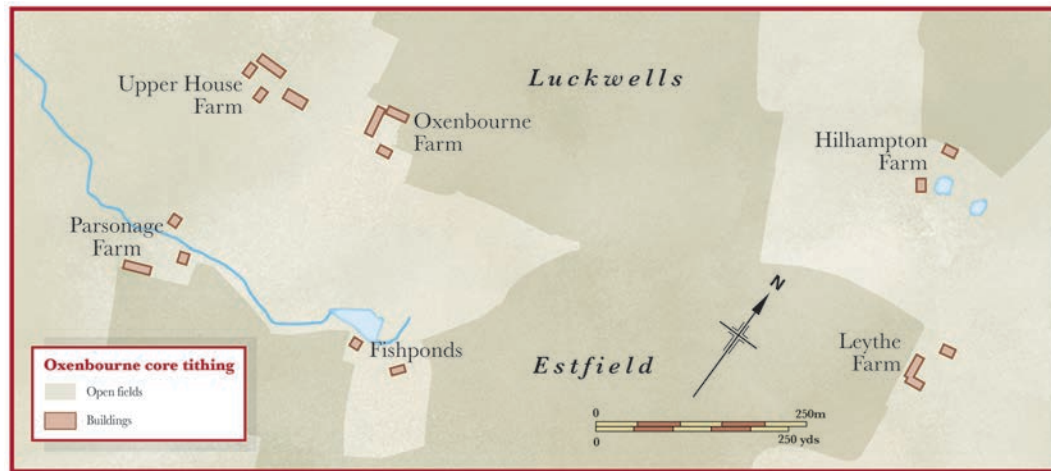 Luckwells
Upper House
Farm
Oxenbourne
Farm
Hilhampton
Farm
Parsonage
Farm
N
Fishponds
Estfield
Leythe
Farm
Oxenbourne core tithing
Open fields
Buildings
0
250m
0
250 yds